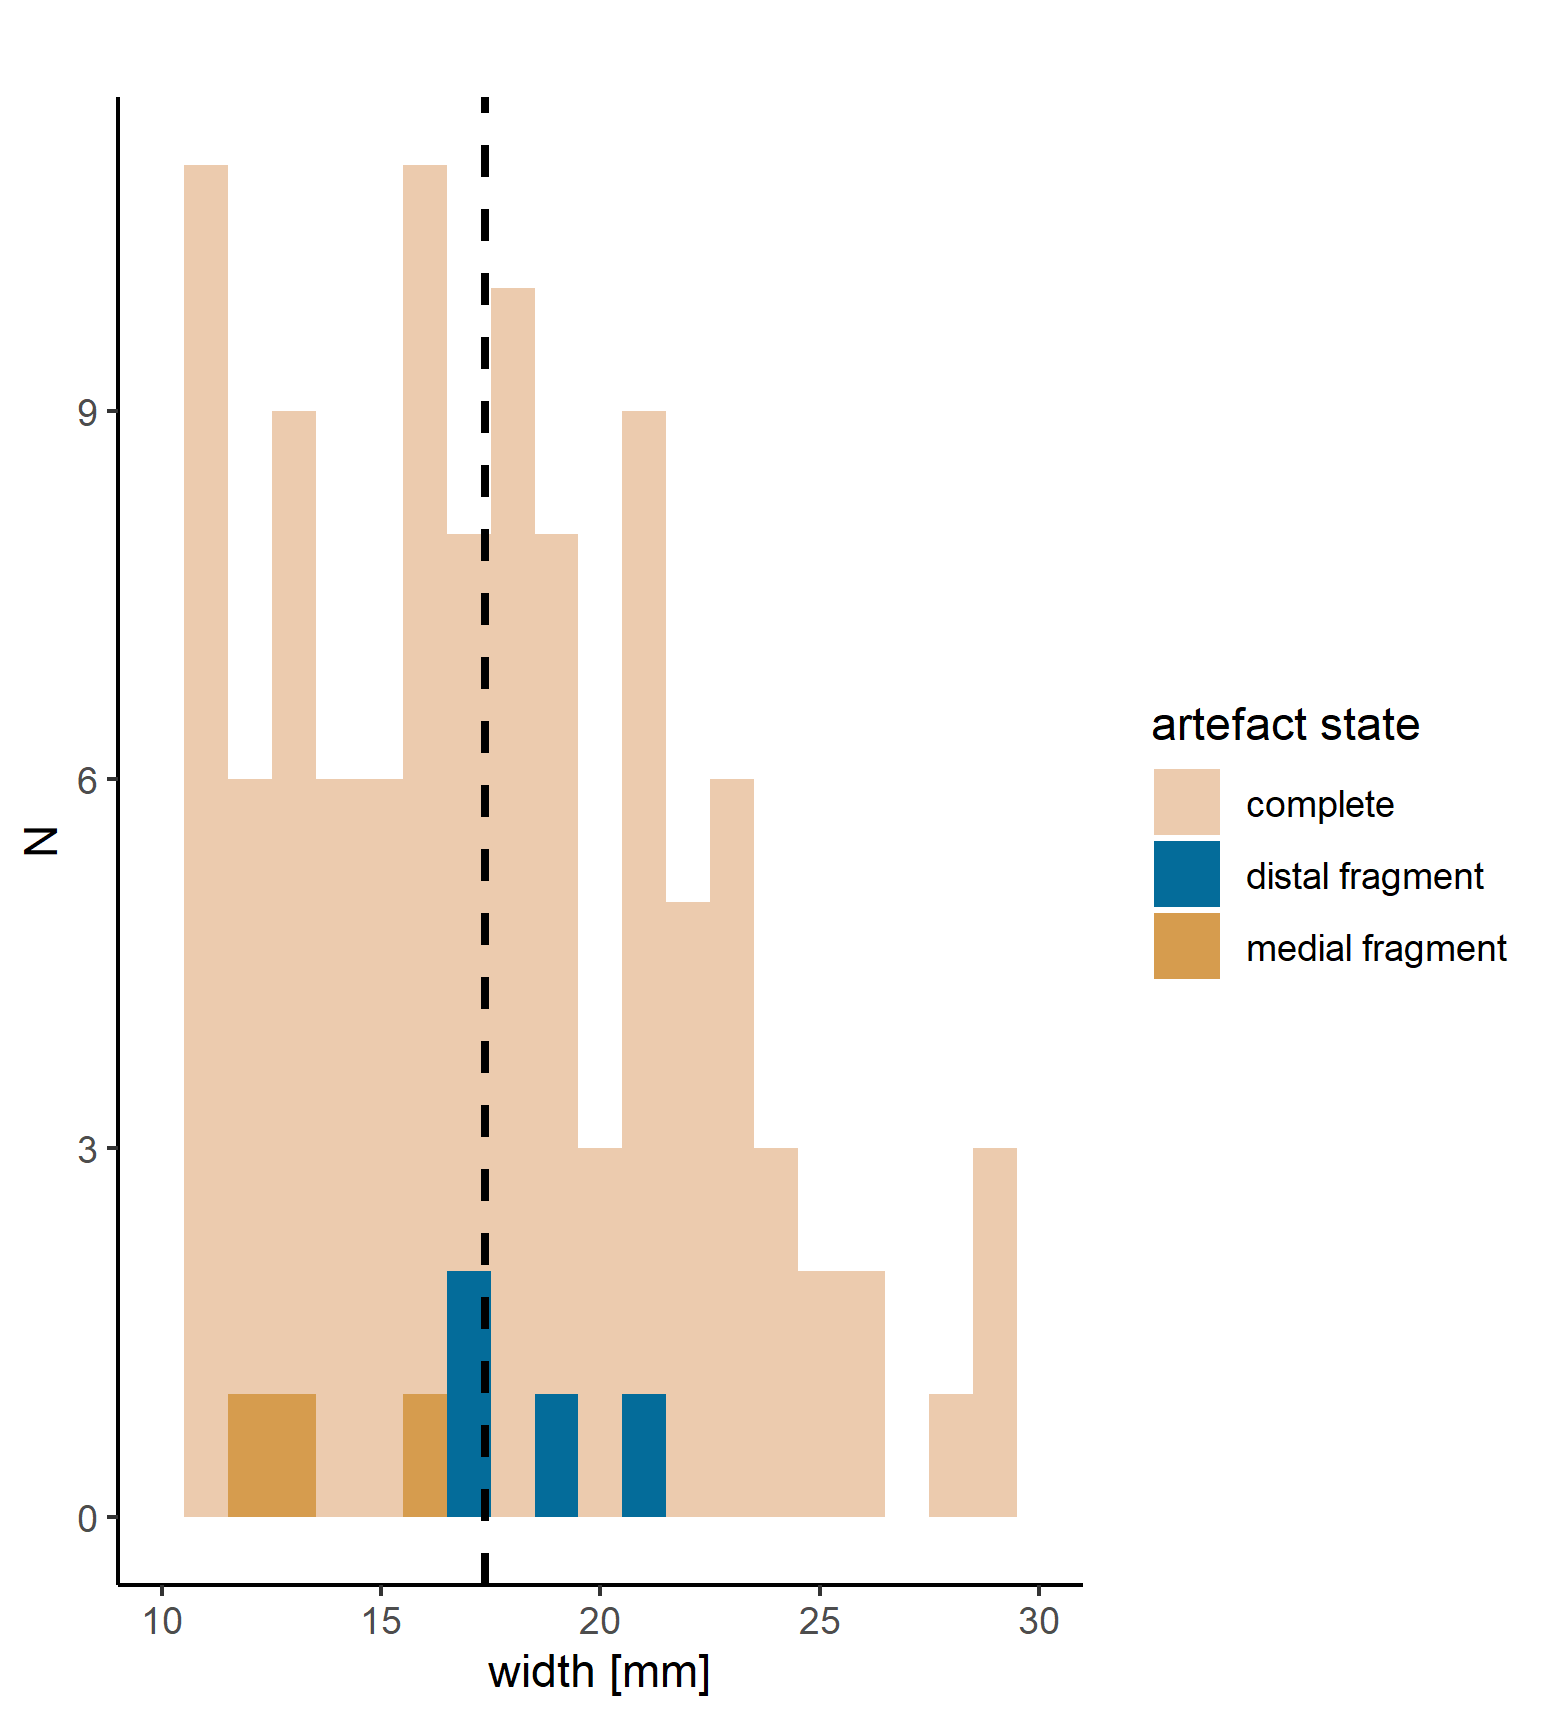 9
6
3
0
N
10 15 20 25 30
width [mm]
artefact state
complete
distal fragment
medial fragment